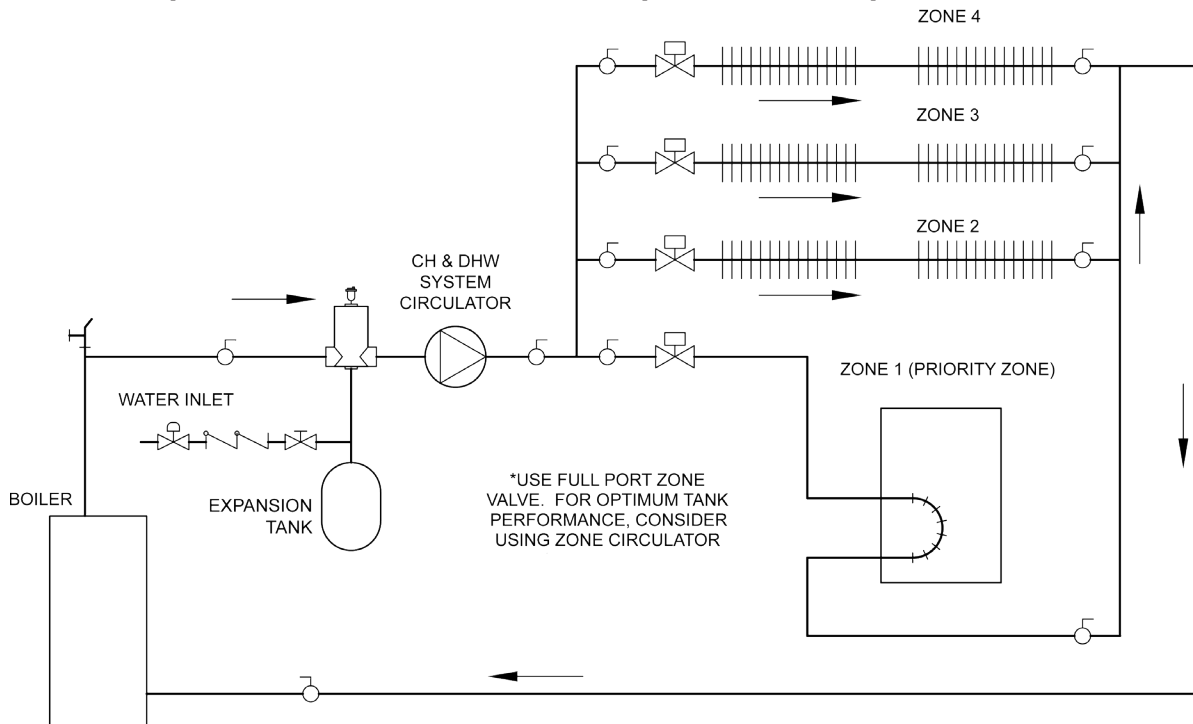 ZONE 4
ZONE 3
ZONE 2
CH & DHW
SYSTEM
CIRCULATOR
ZONE 1 (PRIORITY ZONE)
WATER INLET
*USE FULL PORT ZONE
VALVE. FOR OPTIMUM TANK
PERFORMANCE, CONSIDER
USING ZONE CIRCULATOR
BOILER
EXPANSION
TANK